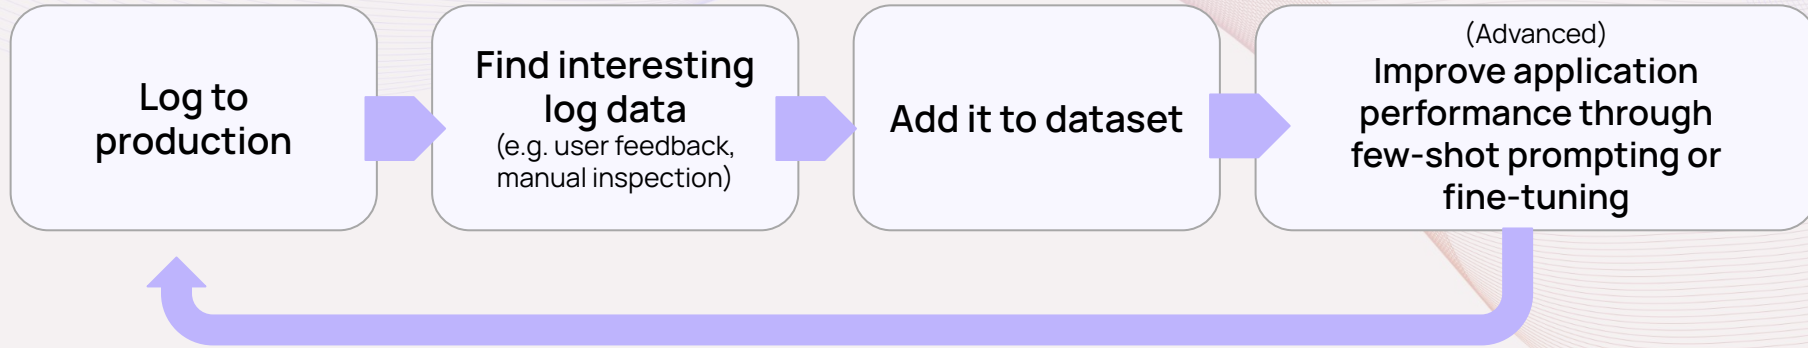 Log to
production
Find interesting
log data
(e.g. user feedback,
manual inspection)
Add it to dataset
(Advanced)
Improve application
performance through
few-shot prompting or
fine-tuning